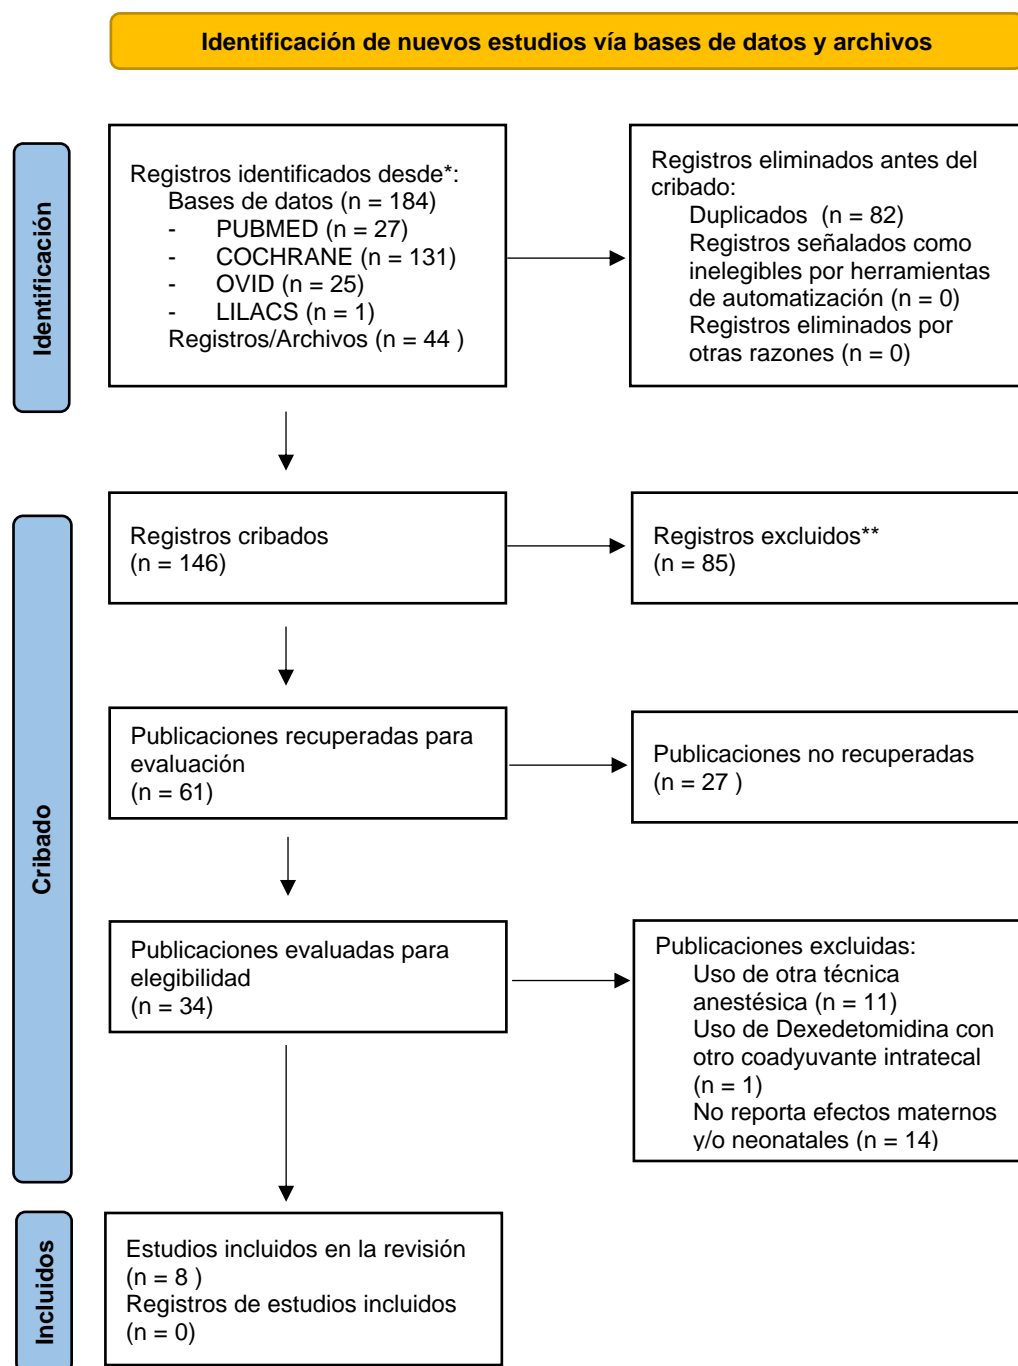 Identificación de nuevos estudios vía bases de datos y archivos
Identificación
Registros identificados desde*:
Bases de datos (n = 184)
- PUBMED (n = 27)
- COCHRANE (n = 131)
- OVID (n = 25)
- LILACS (n = 1)
Registros/Archivos (n = 44 )
Registros eliminados antes del
cribado:
Duplicados (n = 82)
Registros señalados como
inelegibles por herramientas
de automatización (n = 0)
Registros eliminados por
otras razones (n = 0)
Cribado
Registros cribados
(n = 146)
Registros excluidos**
(n = 85)
Publicaciones recuperadas para
evaluación
(n = 61)
Publicaciones no recuperadas
(n = 27 )
Publicaciones evaluadas para
elegibilidad
(n = 34)
Publicaciones excluidas:
Uso de otra técnica
anestésica (n = 11)
Uso de Dexedetomidina con
otro coadyuvante intratecal
(n = 1)
No reporta efectos maternos
y/o neonatales (n = 14)
Incluidos
Estudios incluidos en la revisión
(n = 8 )
Registros de estudios incluidos
(n = 0)